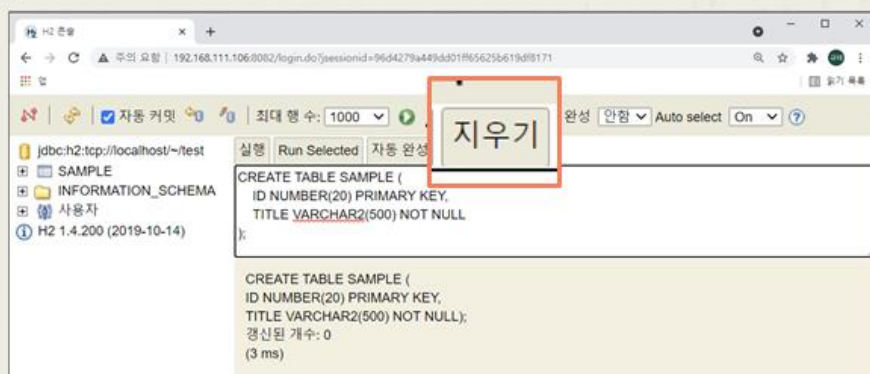 H2 콘솔
주의 요함 | 192.168.111.106:8082/login.do?jsessionid=96d4279a449dd01ff65625b619df8171
앱
읽기 목록
자동 커밋 최대 행 수: 1000 완성 안함 Auto select On
지우기
실행 Run Selected 자동 완성
jdbc:h2:tcp://localhost/~/test
SAMPLE
INFORMATION_SCHEMA
사용자
H2 1.4.200 (2019-10-14)
CREATE TABLE SAMPLE (
ID NUMBER(20) PRIMARY KEY,
TITLE VARCHAR2(500) NOT NULL
);
CREATE TABLE SAMPLE (
ID NUMBER(20) PRIMARY KEY,
TITLE VARCHAR2(500) NOT NULL);
갱신된 개수: 0
(3 ms)